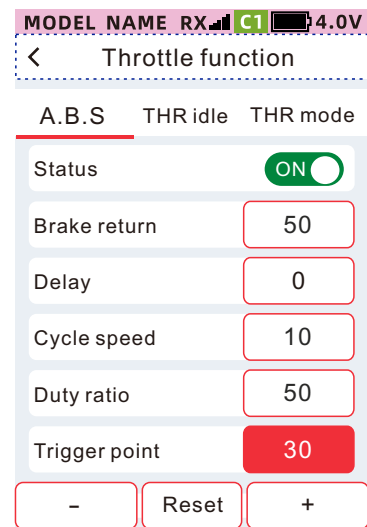 MODEL NAME RX C1 4.0V
< Throttle function
A.B.S THR idle THR mode
Status ON
Brake return 50
Delay 0
Cycle speed 10
Duty ratio 50
Trigger point 30
- Reset +